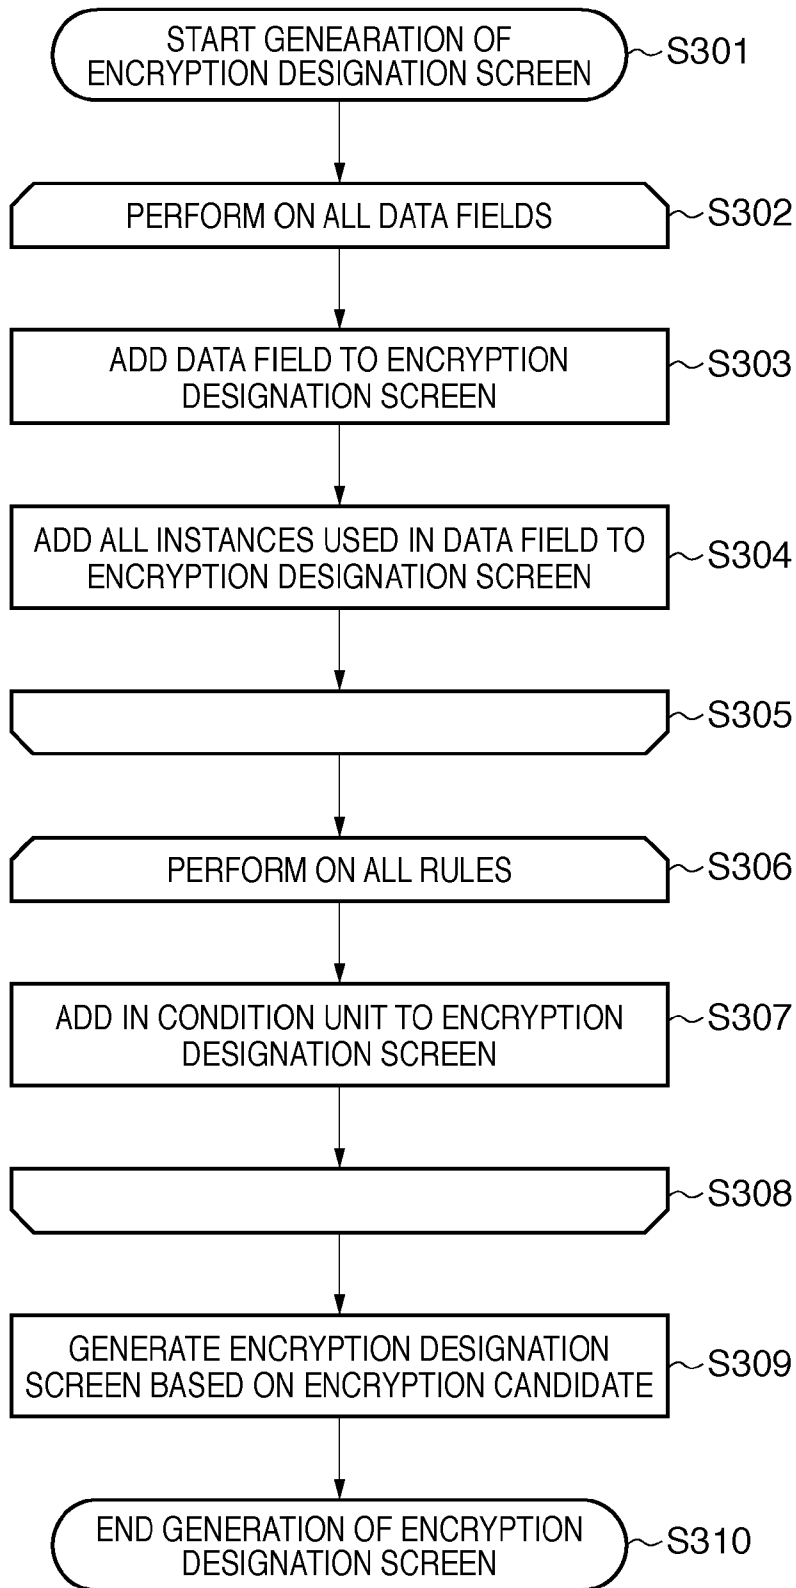 START GENEARATION OF
ENCRYPTION DESIGNATION SCREEN
S301
PERFORM ON ALL DATA FIELDS
S302
ADD DATA FIELD TO ENCRYPTION
DESIGNATION SCREEN
S303
ADD ALL INSTANCES USED IN DATA FIELD TO
ENCRYPTION DESIGNATION SCREEN
S304
S305
PERFORM ON ALL RULES
S306
ADD IN CONDITION UNIT TO ENCRYPTION
DESIGNATION SCREEN
S307
S308
GENERATE ENCRYPTION DESIGNATION
SCREEN BASED ON ENCRYPTION CANDIDATE
S309
END GENERATION OF ENCRYPTION
DESIGNATION SCREEN
S310